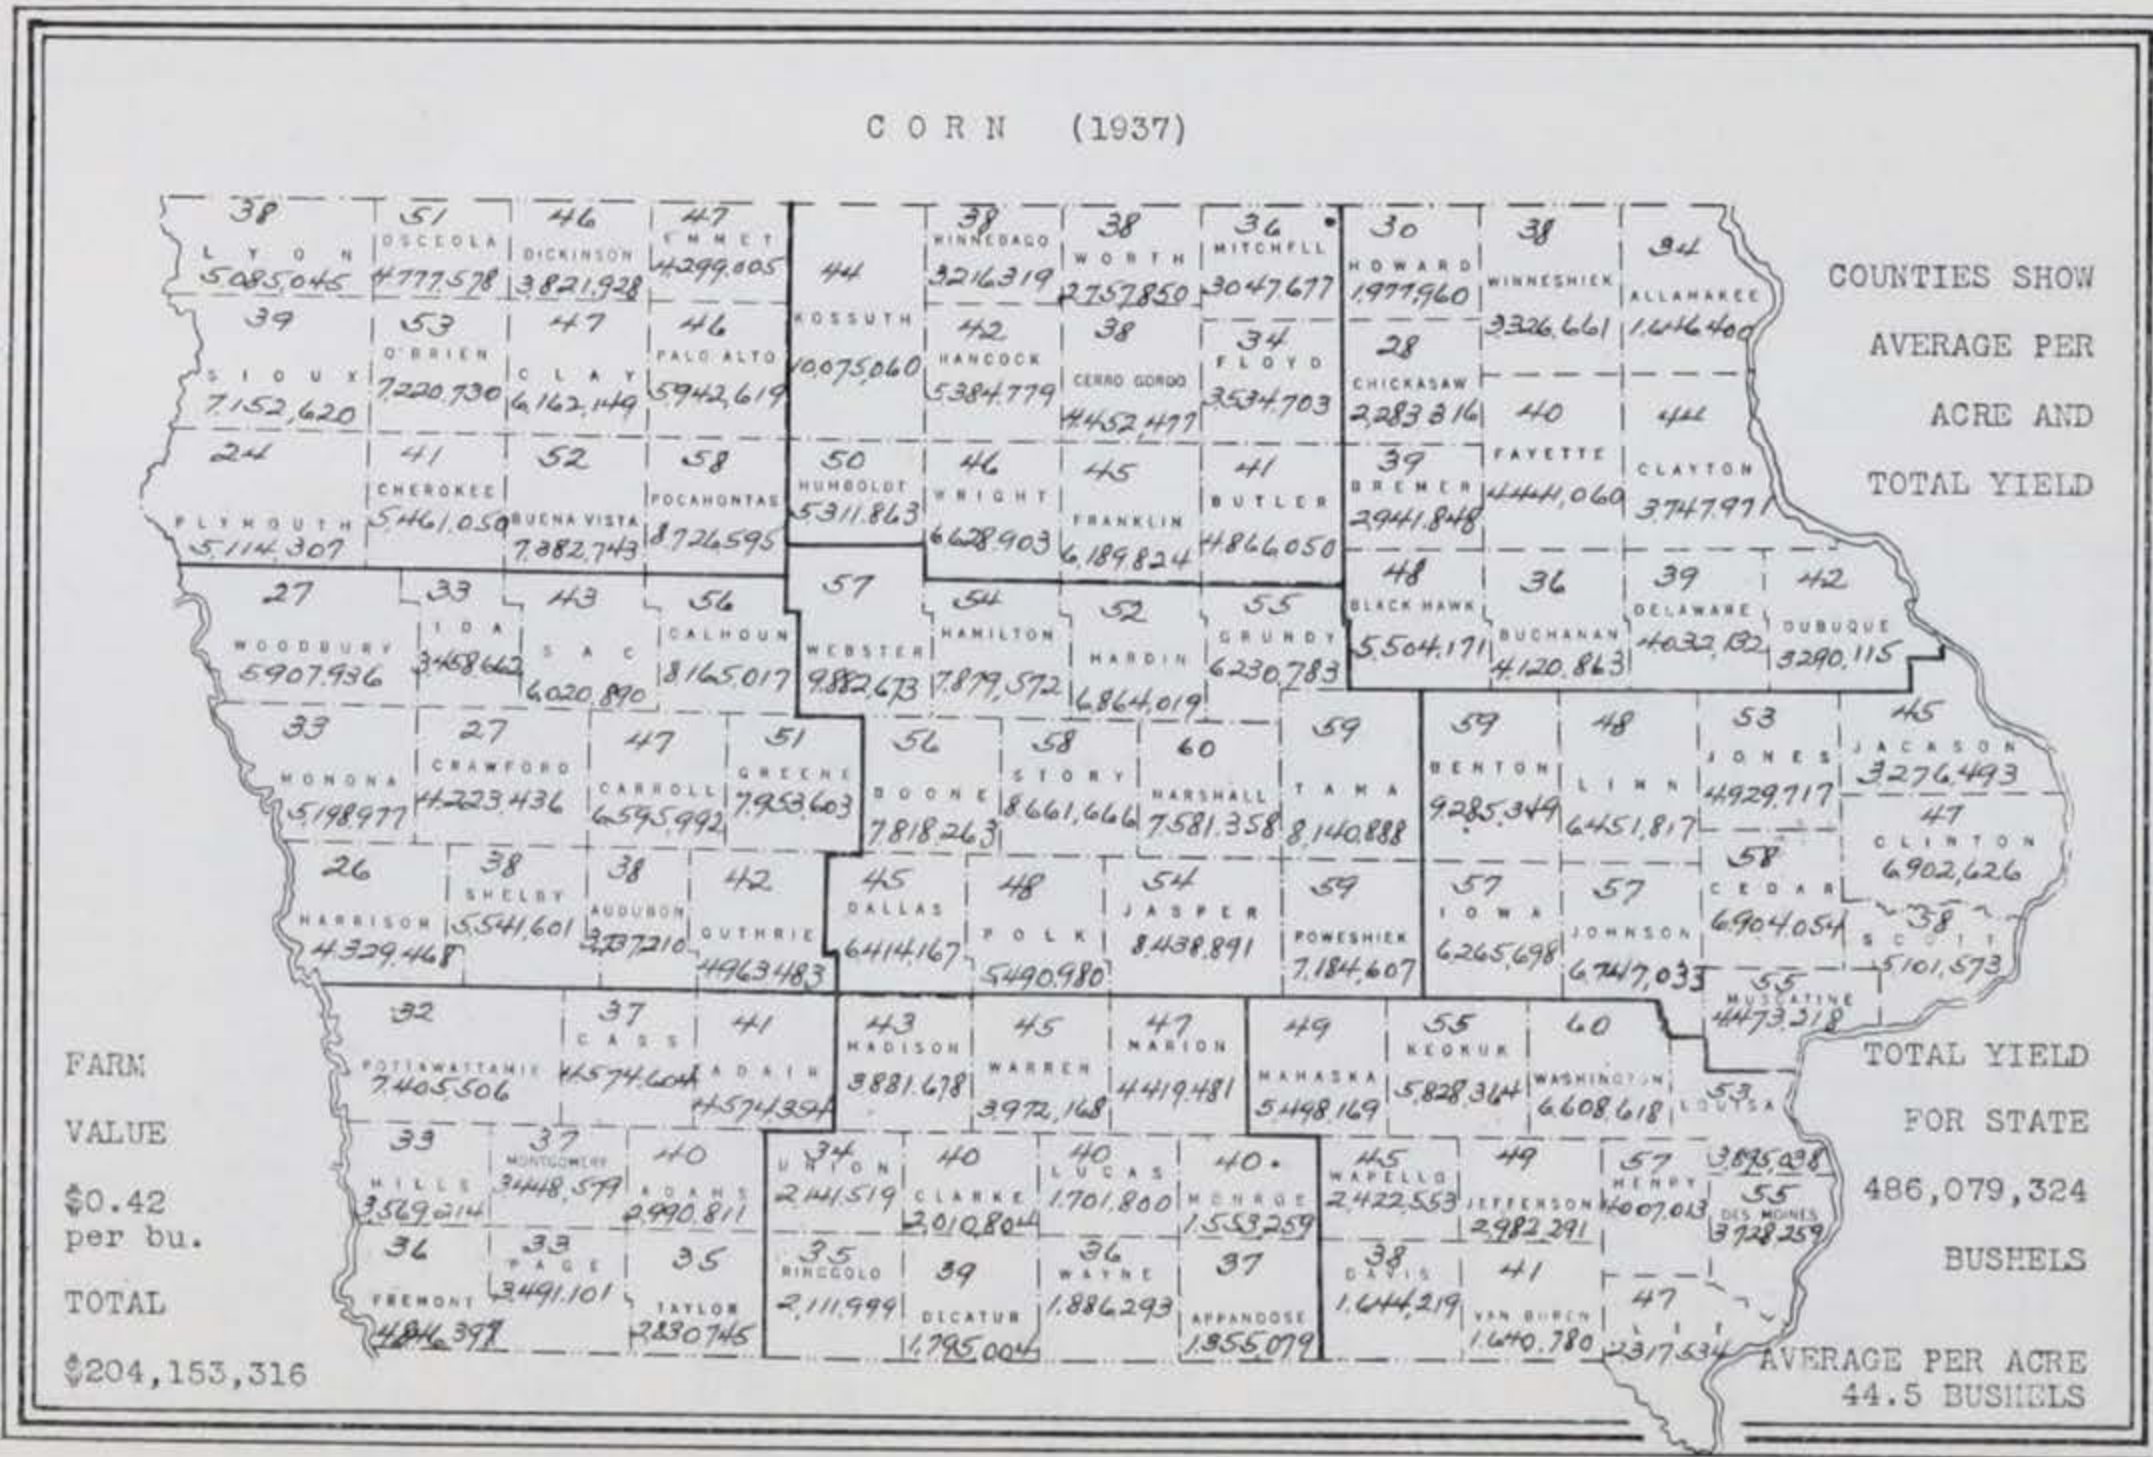 CORN (1937)
38
LYON
5,085,045
51
OSCEOLA
4,777,578
46
DICKINSON
3,821,928
47
EMMET
4,299,005
44
KOSSUTH
10,075,060
38
WINNEBAGO
3,216,319
38
WORTH
2,757,850
36
MITCHELL
3,047,677
30
HOWARD
1,977,960
38
WINNESHIEK
3,326,661
34
ALLAMAKEE
1,646,400
COUNTIES SHOW
AVERAGE PER
ACRE AND
TOTAL YIELD
39
SIOUX
7,152,620
53
O'BRIEN
7,220,730
47
CLAY
6,162,149
46
PALO ALTO
5,942,619
42
HANCOCK
5,384,779
38
CERRO GORDO
4,452,477
34
FLOYD
3,534,703
28
CHICKASAW
2,283,316
40
FAYETTE
4,444,060
44
CLAYTON
3,747,971
24
PLYMOUTH
5,114,307
41
CHEROKEE
5,461,050
52
BUENA VISTA
7,382,743
58
POCAHONTAS
8,726,595
50
HUMBOLDT
5,311,863
46
WRIGHT
6,628,903
45
FRANKLIN
6,189,824
41
BUTLER
4,866,050
39
BREMER
2,941,848
27
WOODBURY
5,907,936
33
IDA
3,458,662
43
SAC
6,020,890
56
CALHOUN
8,165,017
57
WEBSTER
9,882,673
54
HAMILTON
7,879,572
52
HARDIN
6,864,019
55
GRUNDY
6,230,783
48
BLACK HAWK
5,504,171
36
BUCHANAN
4,120,863
39
DELAWARE
4,032,132
42
DUBUQUE
3,290,115
33
MONONA
5,198,977
27
CRAWFORD
4,223,436
47
CARROLL
6,595,992
51
GREENE
7,953,603
56
BOONE
7,818,263
58
STORY
8,661,666
60
MARSHALL
7,581,358
59
TAMA
8,140,888
59
BENTON
9,285,349
48
LINN
6,451,817
53
JONES
4,929,717
45
JACKSON
3,276,493
47
CLINTON
6,902,626
26
HARRISON
4,329,468
38
SHELBY
5,541,601
38
AUDUBON
3,737,210
42
GUTHRIE
4,963,483
45
DALLAS
6,414,167
48
POLK
5,490,980
54
JASPER
8,438,891
59
POWESHIEK
7,184,607
57
IOWA
6,265,698
57
JOHNSON
6,747,033
58
CEDAR
6,904,054
58
SCOTT
5,101,573
55
MUSCATINE
4,473,218
32
POTTAWATTAMIE
7,405,506
37
CASS
4,574,604
41
ADAIR
4,574,394
43
MADISON
3,881,678
45
WARREN
3,972,168
47
MARION
4,419,481
49
MAHASKA
5,498,169
55
KEOKUK
5,828,364
60
WASHINGTON
6,608,618
53
LOUISA
3,895,038
33
MILLS
3,569,214
37
MONTGOMERY
3,448,579
40
ADAMS
2,990,811
34
UNION
2,141,519
40
CLARKE
2,010,804
40
LUCAS
1,701,800
40
MONROE
1,553,259
45
WAPELLO
2,422,553
49
JEFFERSON
2,982,291
57
HENRY
4,007,013
55
DES MOINES
3,728,259
36
FREMONT
4,846,397
33
PAGE
3,491,101
35
TAYLOR
2,830,745
35
RINGGOLD
2,111,999
39
DECATUR
1,795,004
36
WAYNE
1,886,293
37
APPANOOSE
1,355,079
38
DAVIS
1,644,219
41
VAN BUREN
1,640,780
47
LEE
2,317,534
FARM
VALUE
$0.42
per bu.
TOTAL
$204,153,316
TOTAL YIELD
FOR STATE
486,079,324
BUSHELS
AVERAGE PER ACRE
44.5 BUSHELS